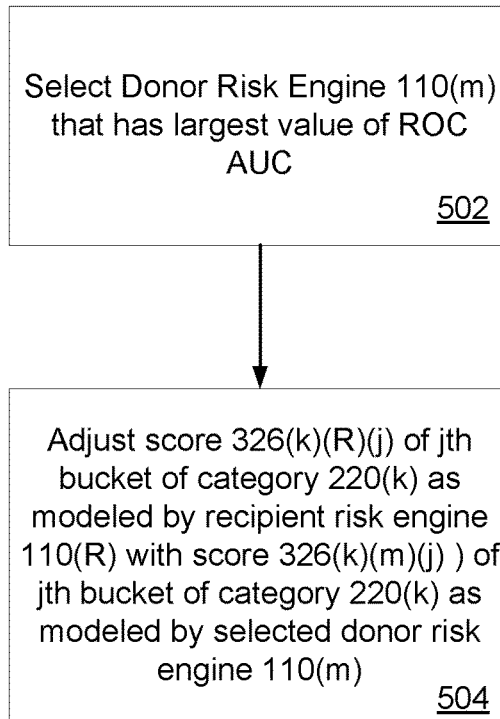 Select Donor Risk Engine 110(m)
that has largest value of ROC
AUC
502
Adjust score 326(k)(R)(j) of jth
bucket of category 220(k) as
modeled by recipient risk engine
110(R) with score 326(k)(m)(j) ) of
jth bucket of category 220(k) as
modeled by selected donor risk
engine 110(m)
504